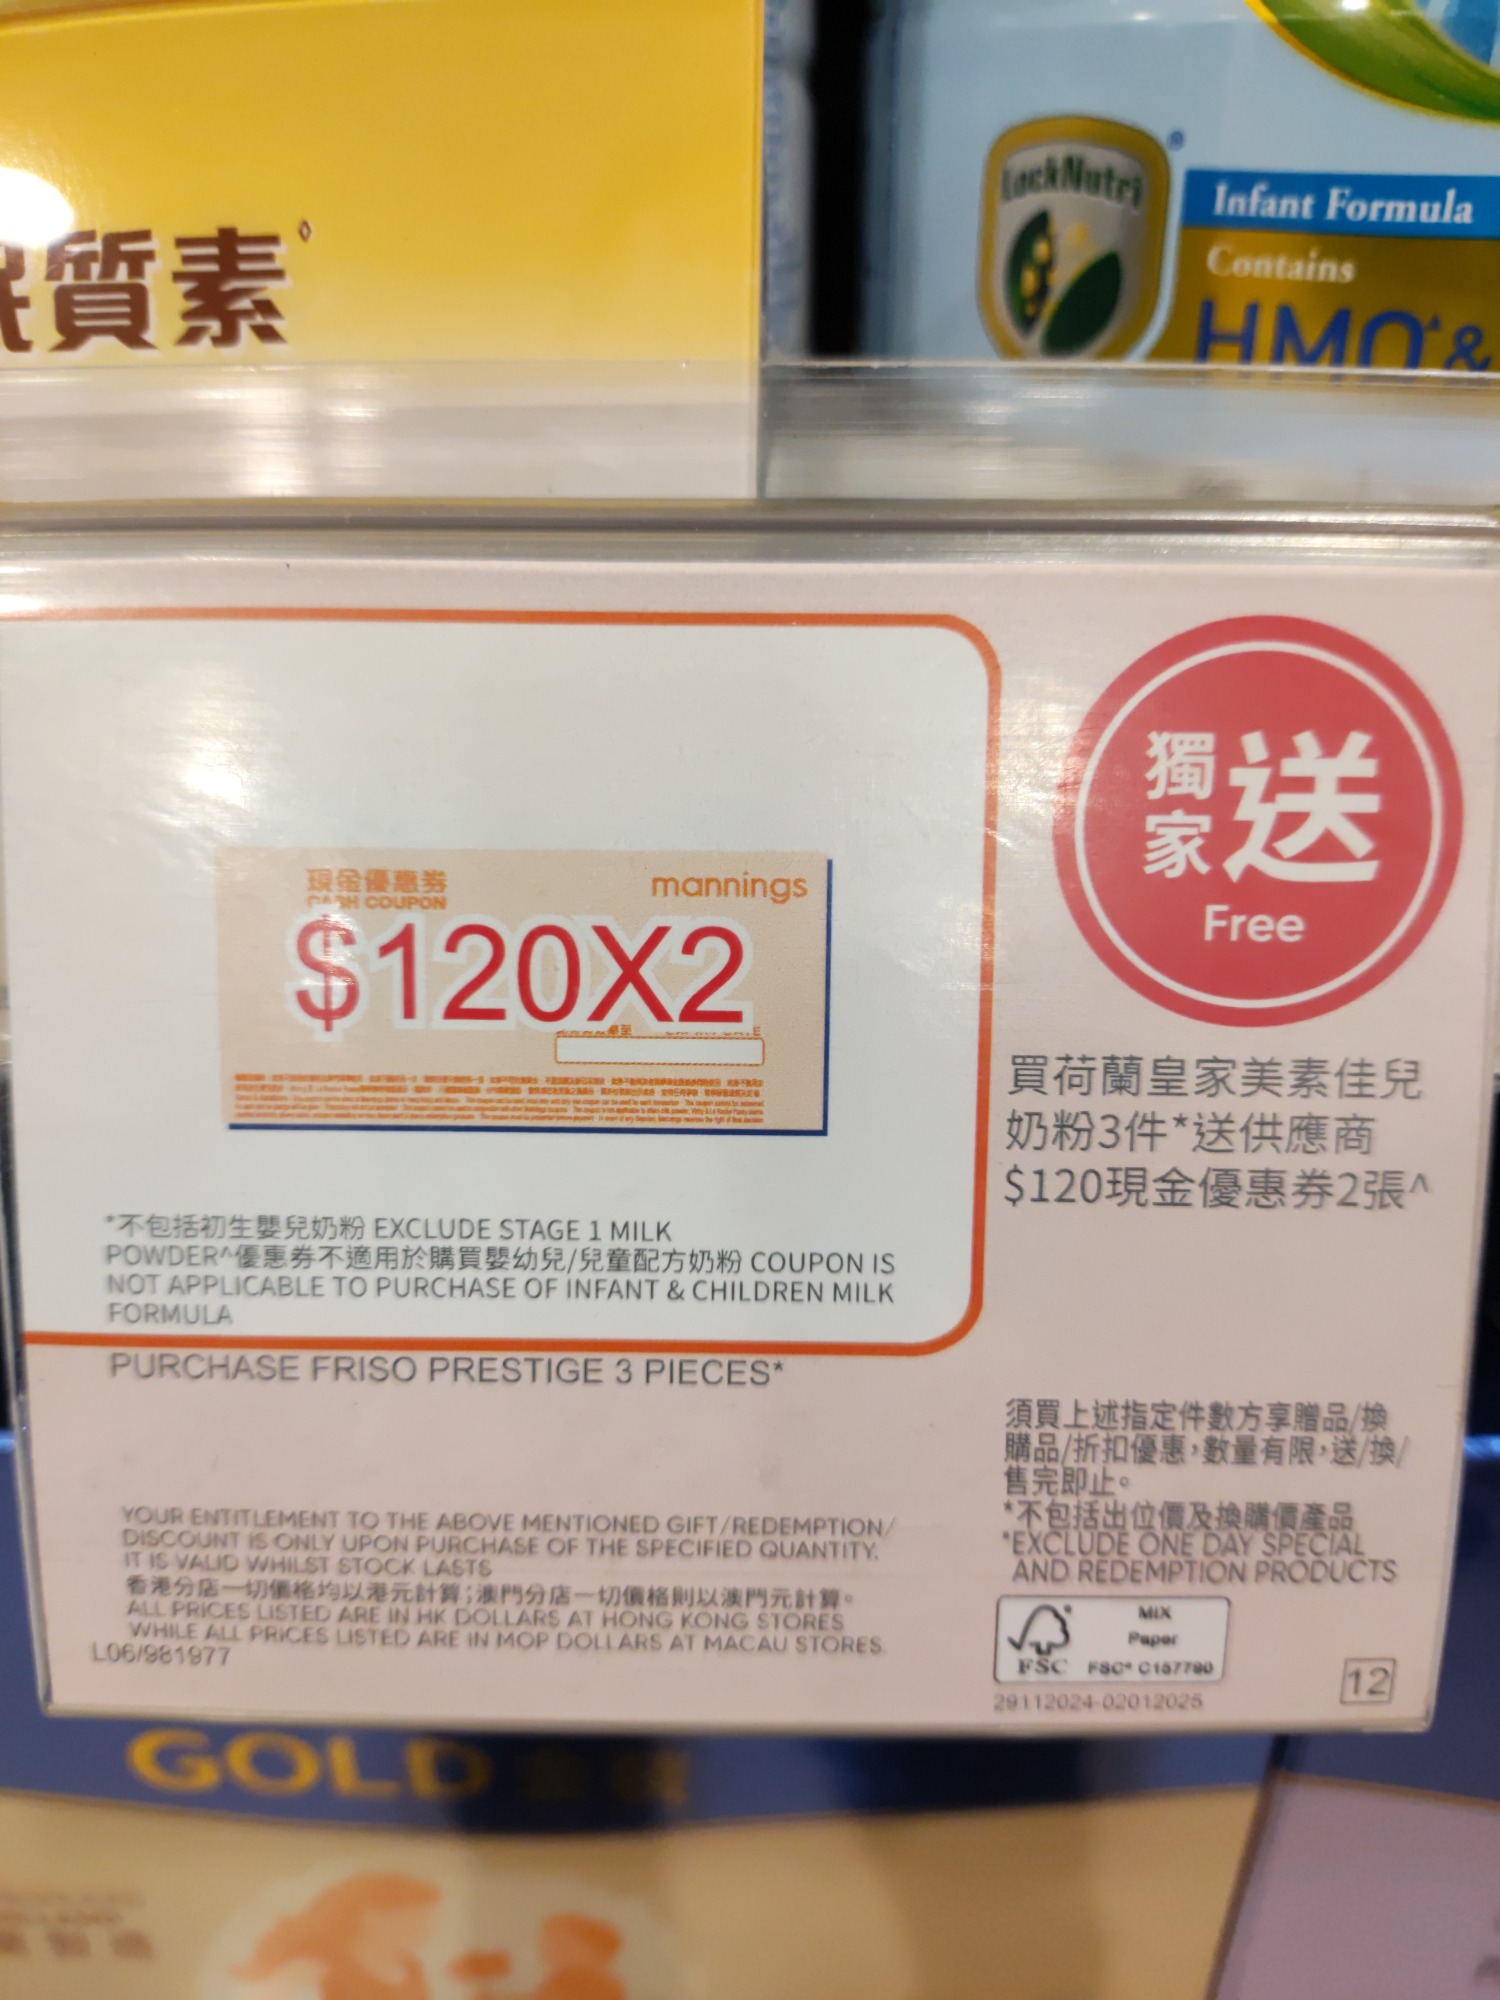 質素◊
LockNutri®
Infant Formula
Contains
HMO &
獨家送
Free
現金優惠券
CASH COUPON
mannings
$120X2
買荷蘭皇家美素佳兒
奶粉3件*送供應商
$120現金優惠券2張^
*不包括初生嬰兒奶粉 EXCLUDE STAGE 1 MILK
POWDER^優惠券不適用於購買嬰幼兒/兒童配方奶粉 COUPON IS
NOT APPLICABLE TO PURCHASE OF INFANT & CHILDREN MILK
FORMULA
PURCHASE FRISO PRESTIGE 3 PIECES*
須買上述指定件數方享贈品/換
購品/折扣優惠,數量有限,送/換/
售完即止。
*不包括出位價及換購價產品
*EXCLUDE ONE DAY SPECIAL
AND REDEMPTION PRODUCTS
YOUR ENTITLEMENT TO THE ABOVE MENTIONED GIFT/REDEMPTION/
DISCOUNT IS ONLY UPON PURCHASE OF THE SPECIFIED QUANTITY.
IT IS VALID WHILST STOCK LASTS
香港分店一切價格均以港元計算;澳門分店一切價格則以澳門元計算。
ALL PRICES LISTED ARE IN HK DOLLARS AT HONG KONG STORES
WHILE ALL PRICES LISTED ARE IN MOP DOLLARS AT MACAU STORES.
L06/981977
FSC
MIX
Paper
FSC® C157790
29112024-02012025
12
GOLD